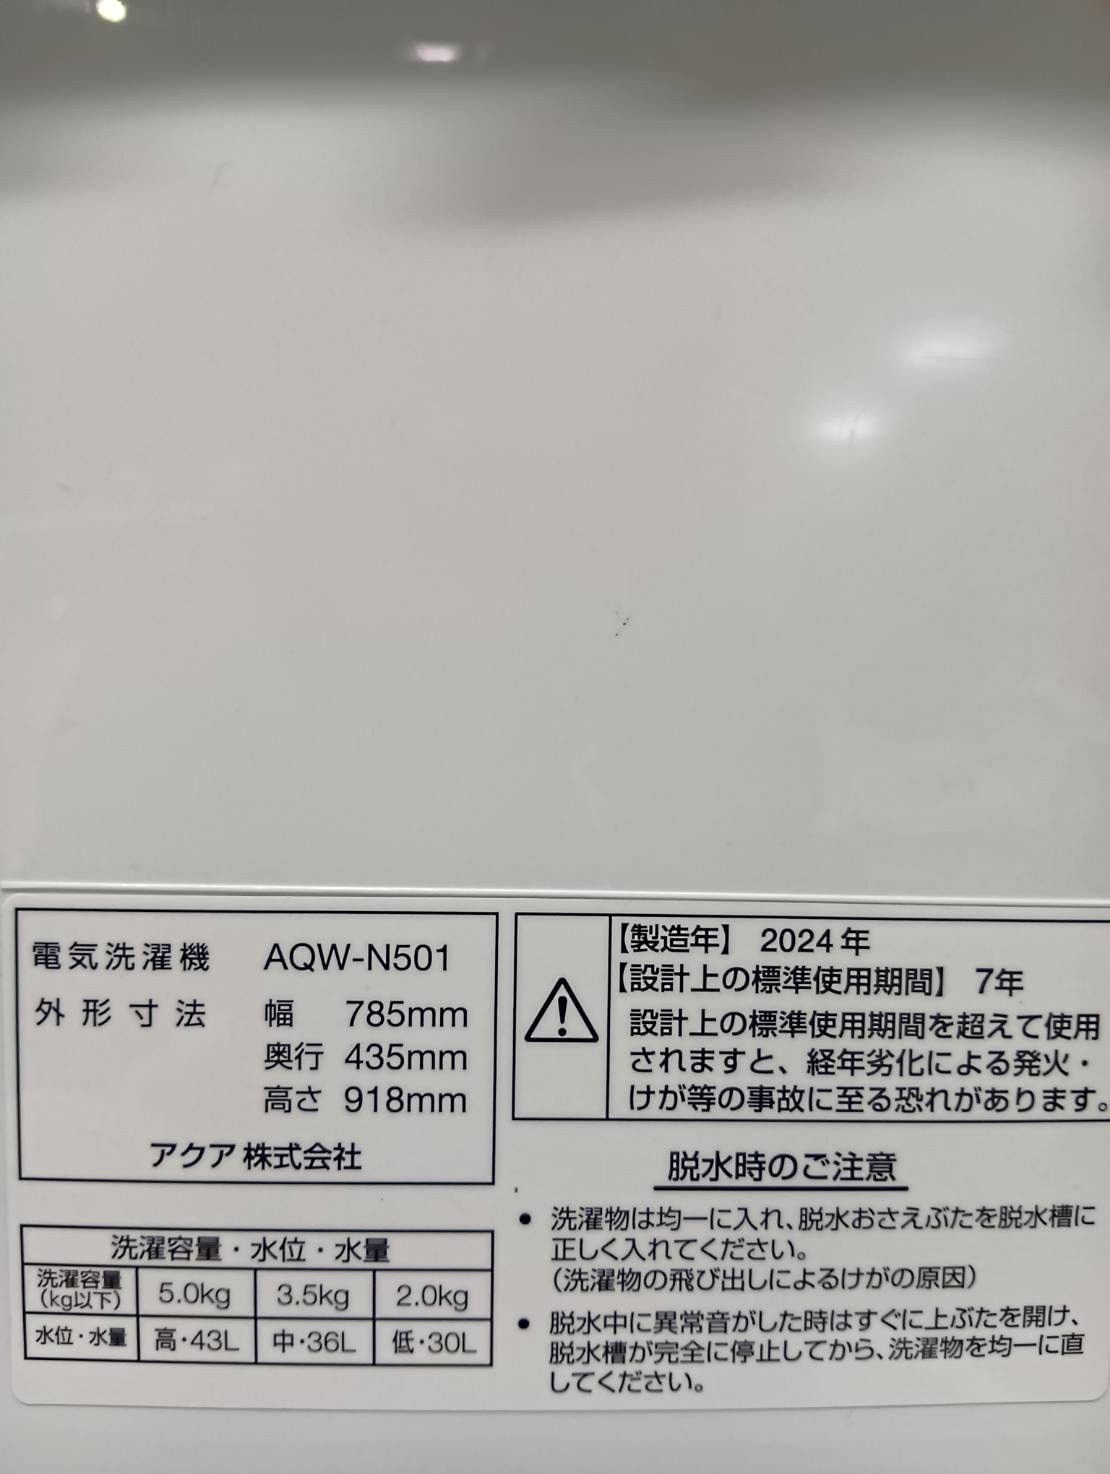 電気洗濯機 AQW-N501
外形寸法 幅 785mm
奥行 435mm
高さ 918mm
アクア株式会社
洗濯容量・水位・水量
洗濯容量(kg以下) 5.0kg 3.5kg 2.0kg
水位・水量 高・43L 中・36L 低・30L
【製造年】 2024年
【設計上の標準使用期間】 7年
設計上の標準使用期間を超えて使用
されますと、経年劣化による発火・
けが等の事故に至る恐れがあります。
脱水時のご注意
● 洗濯物は均一に入れ、脱水おさえぶたを脱水槽に
正しく入れてください。
(洗濯物の飛び出しによるけがの原因)
● 脱水中に異常音がした時はすぐに上ぶたを開け、
脱水槽が完全に停止してから、洗濯物を均一に直
してください。